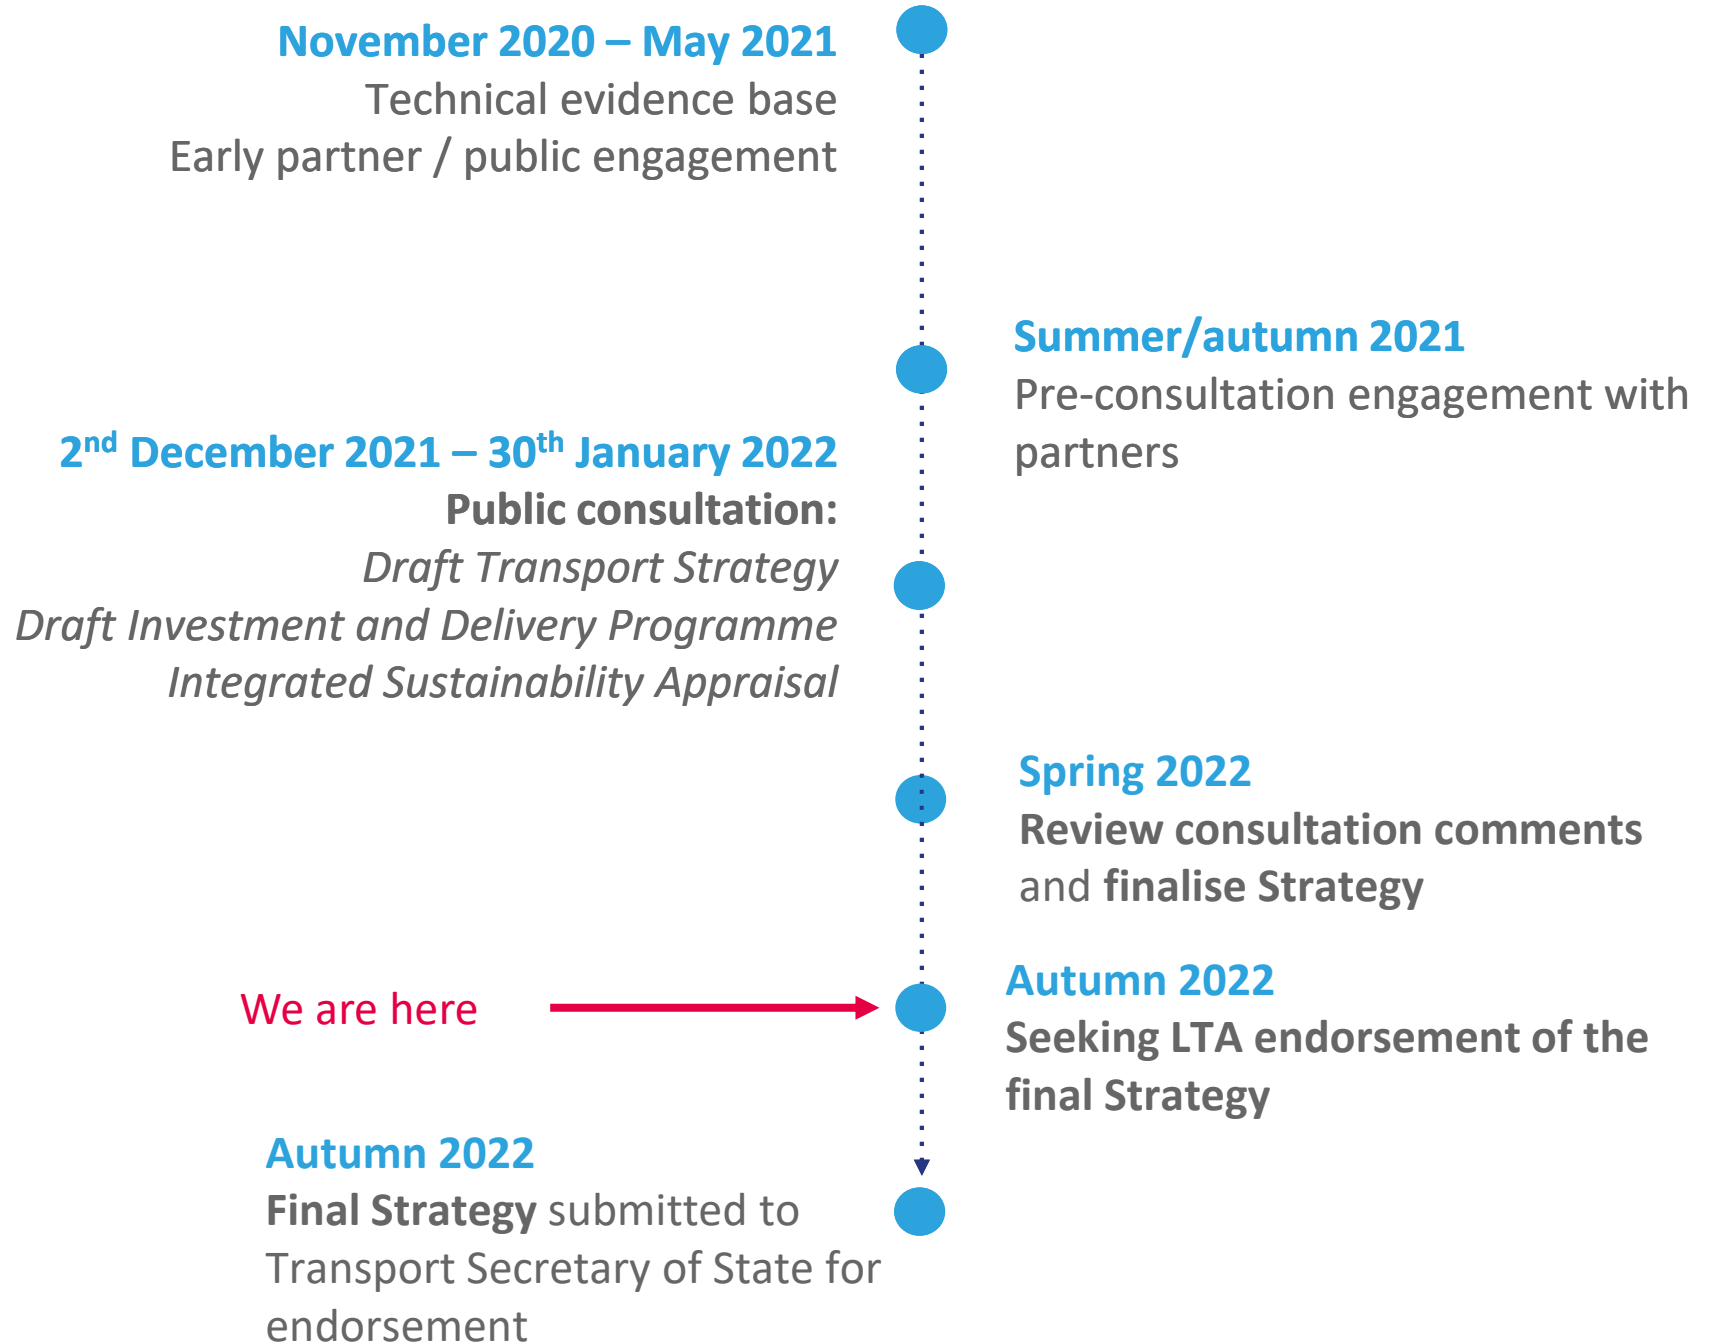 November 2020 – May 2021
Technical evidence base
Early partner / public engagement
Summer/autumn 2021
Pre-consultation engagement with
partners
2nd December 2021 – 30th January 2022
Public consultation:
Draft Transport Strategy
Draft Investment and Delivery Programme
Integrated Sustainability Appraisal
Spring 2022
Review consultation comments
and finalise Strategy
We are here
Autumn 2022
Seeking LTA endorsement of the
final Strategy
Autumn 2022
Final Strategy submitted to
Transport Secretary of State for
endorsement